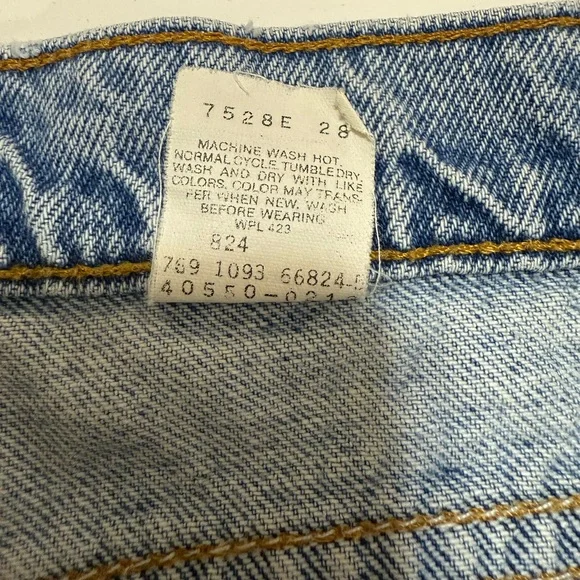 7528E 28
MACHINE WASH HOT.
NORMAL CYCLE. TUMBLE DRY.
WASH AND DRY WITH LIKE
COLORS. COLOR MAY TRANS-
FER WHEN NEW. WASH
BEFORE WEARING
WPL 423
824
769 1093 66824-
40550-021